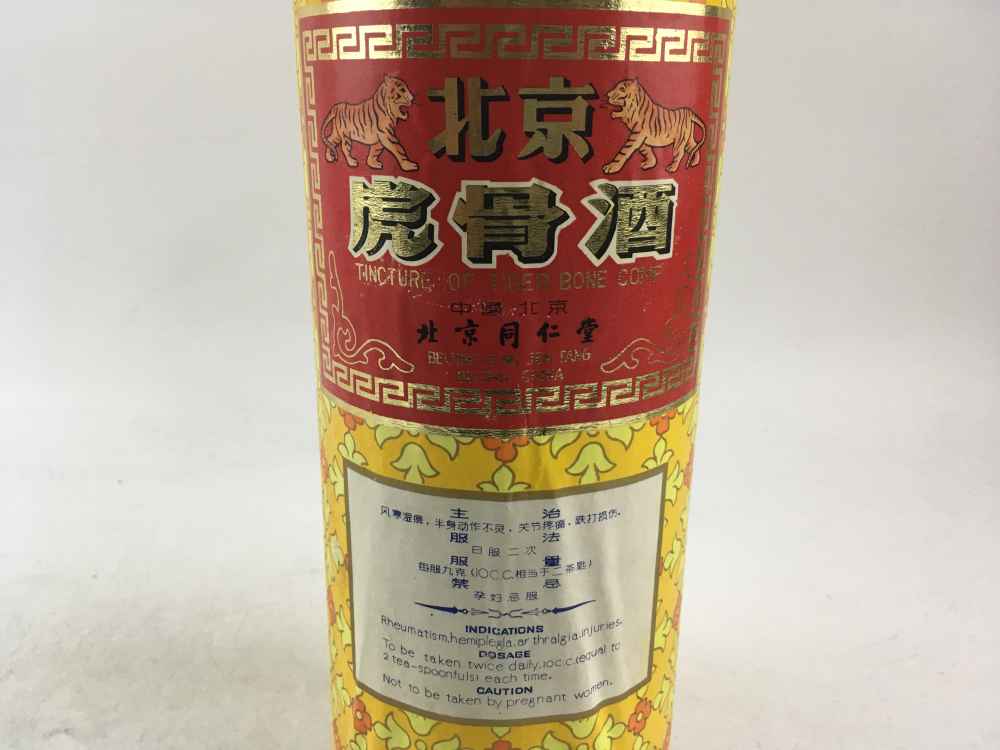 北京
虎骨酒
TINCTURE OF TIGER BONE COMP
中国 北京
北京同仁堂
JEN TANG
CHINA
主治
风寒湿痹，半身动作不灵，关节疼痛，跌打损伤。
服法
日服二次
服量
每服九克(10C.C.相当于二茶匙)
禁忌
孕妇忌服
INDICATIONS
Rheumatism,hemiplegla,arthralgia,injuries.
DOSAGE
To be taken twice daily,10c.c.(equal to
2 tea-spoonfuls) each time.
CAUTION
Not to be taken by pregnant women.